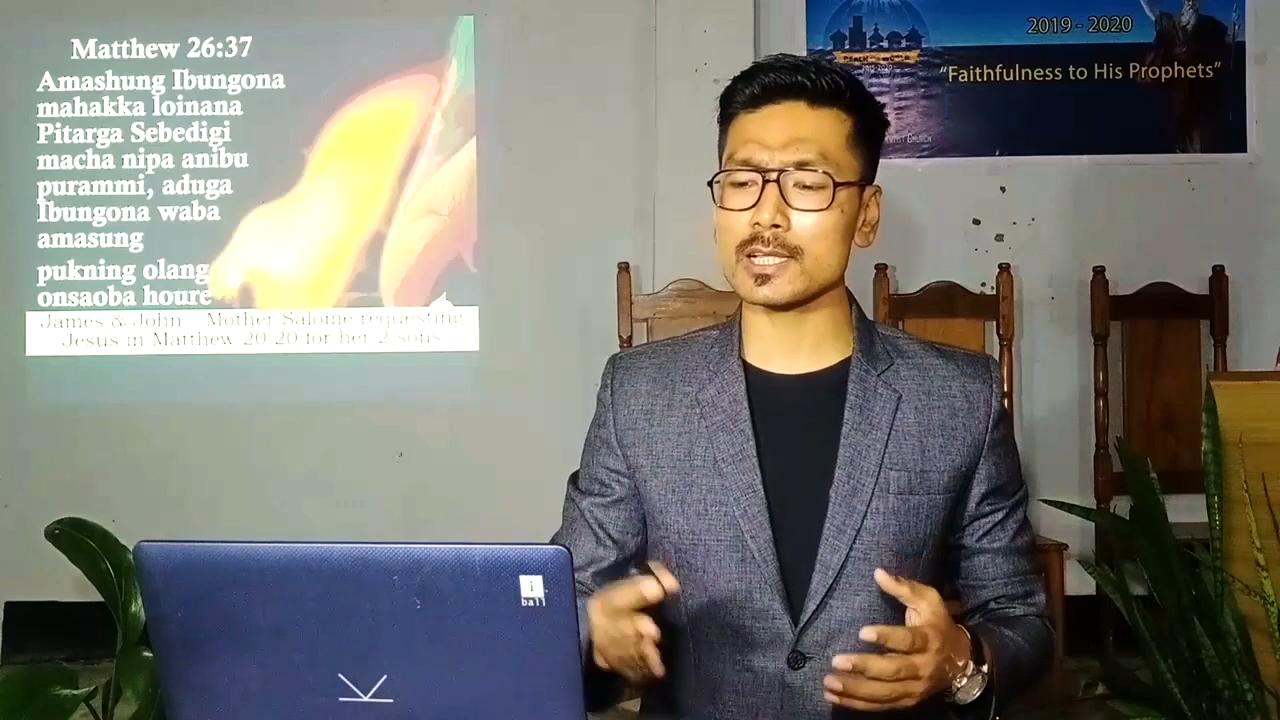 Matthew 26:37
Amashung Ibungona
mahakka loinana
Pitarga Sebedigi
macha nipa anibu
purammi, aduga
Ibungona waba
amasung
pukning olang
onsaoba houre
James & John - Mother Salome requesting
Jesus in Matthew 20:20 for her 2 sons
2019 - 2020
"Faithfulness to His Prophets"
Church
i
ball